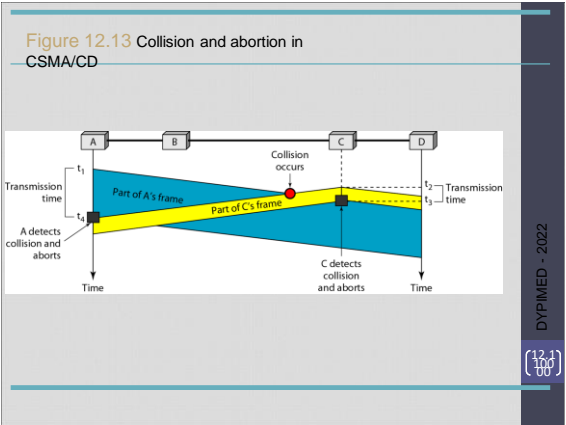 Figure 12.13 Collision and abortion in
CSMA/CD
A
B
C
D
Collision
occurs
t1
t2
Transmission
time
Part of A's frame
Part of C's frame
Transmission
time
t3
t4
A detects
collision and
aborts
C detects
collision
and aborts
Time
Time
DYPIMED - 2022